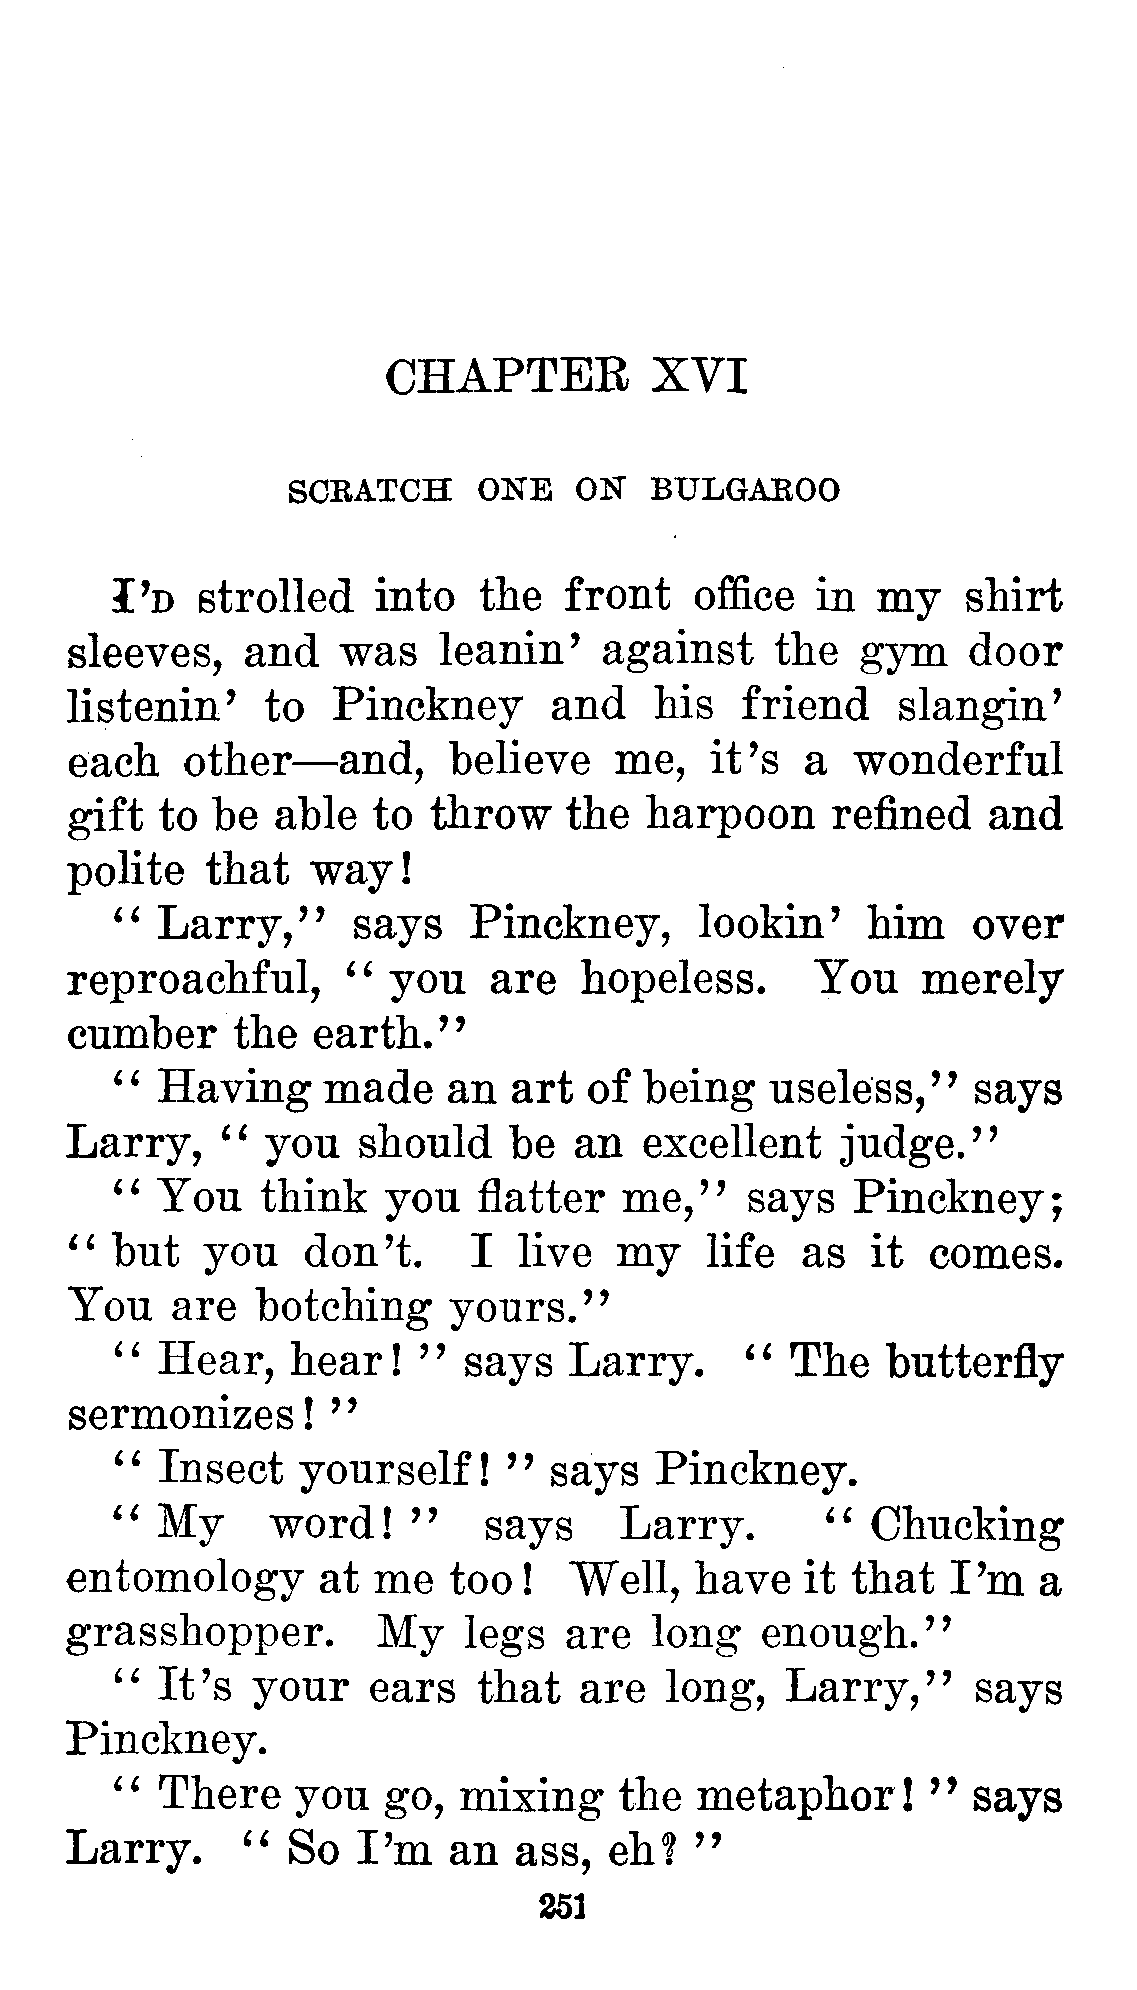 CHAPTER XVI
SCRATCH ONE ON BULGAROO
I'D strolled into the front office in my shirt
sleeves, and was leanin' against the gym door
listenin' to Pinckney and his friend slangin'
each other—and, believe me, it's a wonderful
gift to be able to throw the harpoon refined and
polite that way!
“ Larry,” says Pinckney, lookin' him over
reproachful, “ you are hopeless. You merely
cumber the earth.”
“ Having made an art of being useless,” says
Larry, “ you should be an excellent judge.”
“ You think you flatter me,” says Pinckney;
“ but you don't. I live my life as it comes.
You are botching yours.”
“ Hear, hear! ” says Larry. “ The butterfly
sermonizes! ”
“ Insect yourself! ” says Pinckney.
“ My word! ” says Larry. “ Chucking
entomology at me too! Well, have it that I'm a
grasshopper. My legs are long enough.”
“ It's your ears that are long, Larry,” says
Pinckney.
“ There you go, mixing the metaphor! ” says
Larry. “ So I'm an ass, eh? ”
251